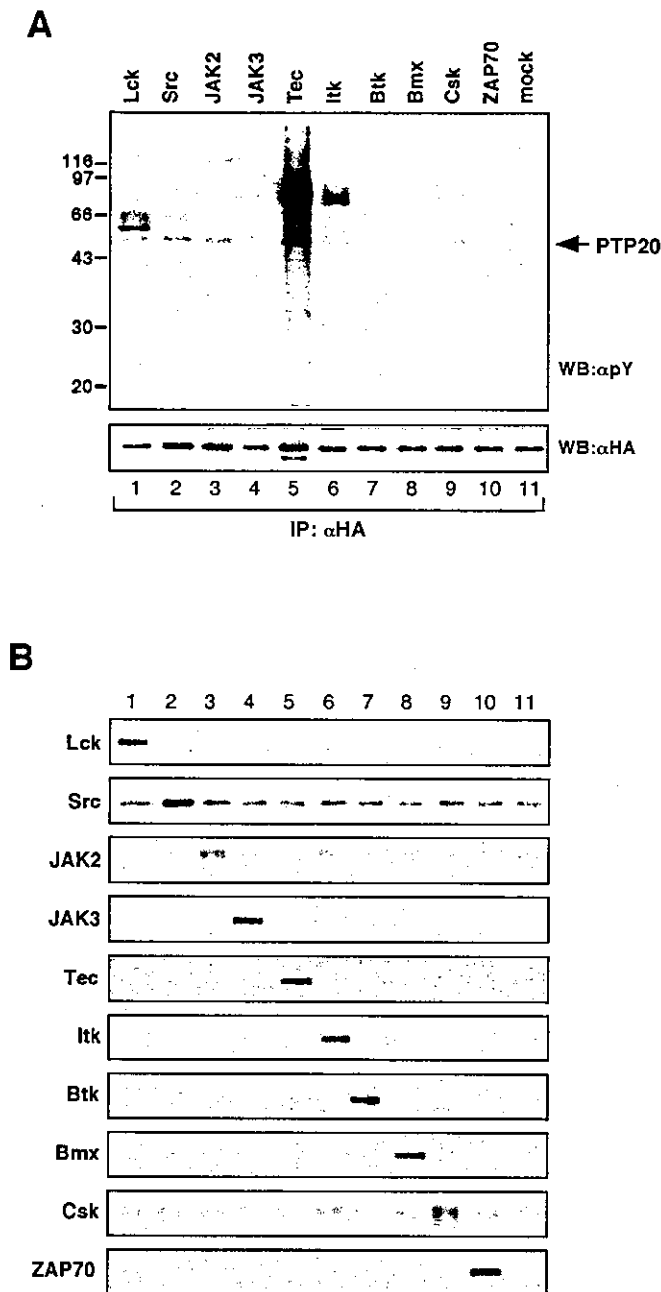 A
Lck Src JAK2 JAK3 Tec Itk Btk Bmx Csk ZAP70 mock
116
97
66
43
30
20
PTP20
WB:αpY
WB:αHA
1 2 3 4 5 6 7 8 9 10 11
IP: αHA
B
1 2 3 4 5 6 7 8 9 10 11
Lck
Src
JAK2
JAK3
Tec
Itk
Btk
Bmx
Csk
ZAP70